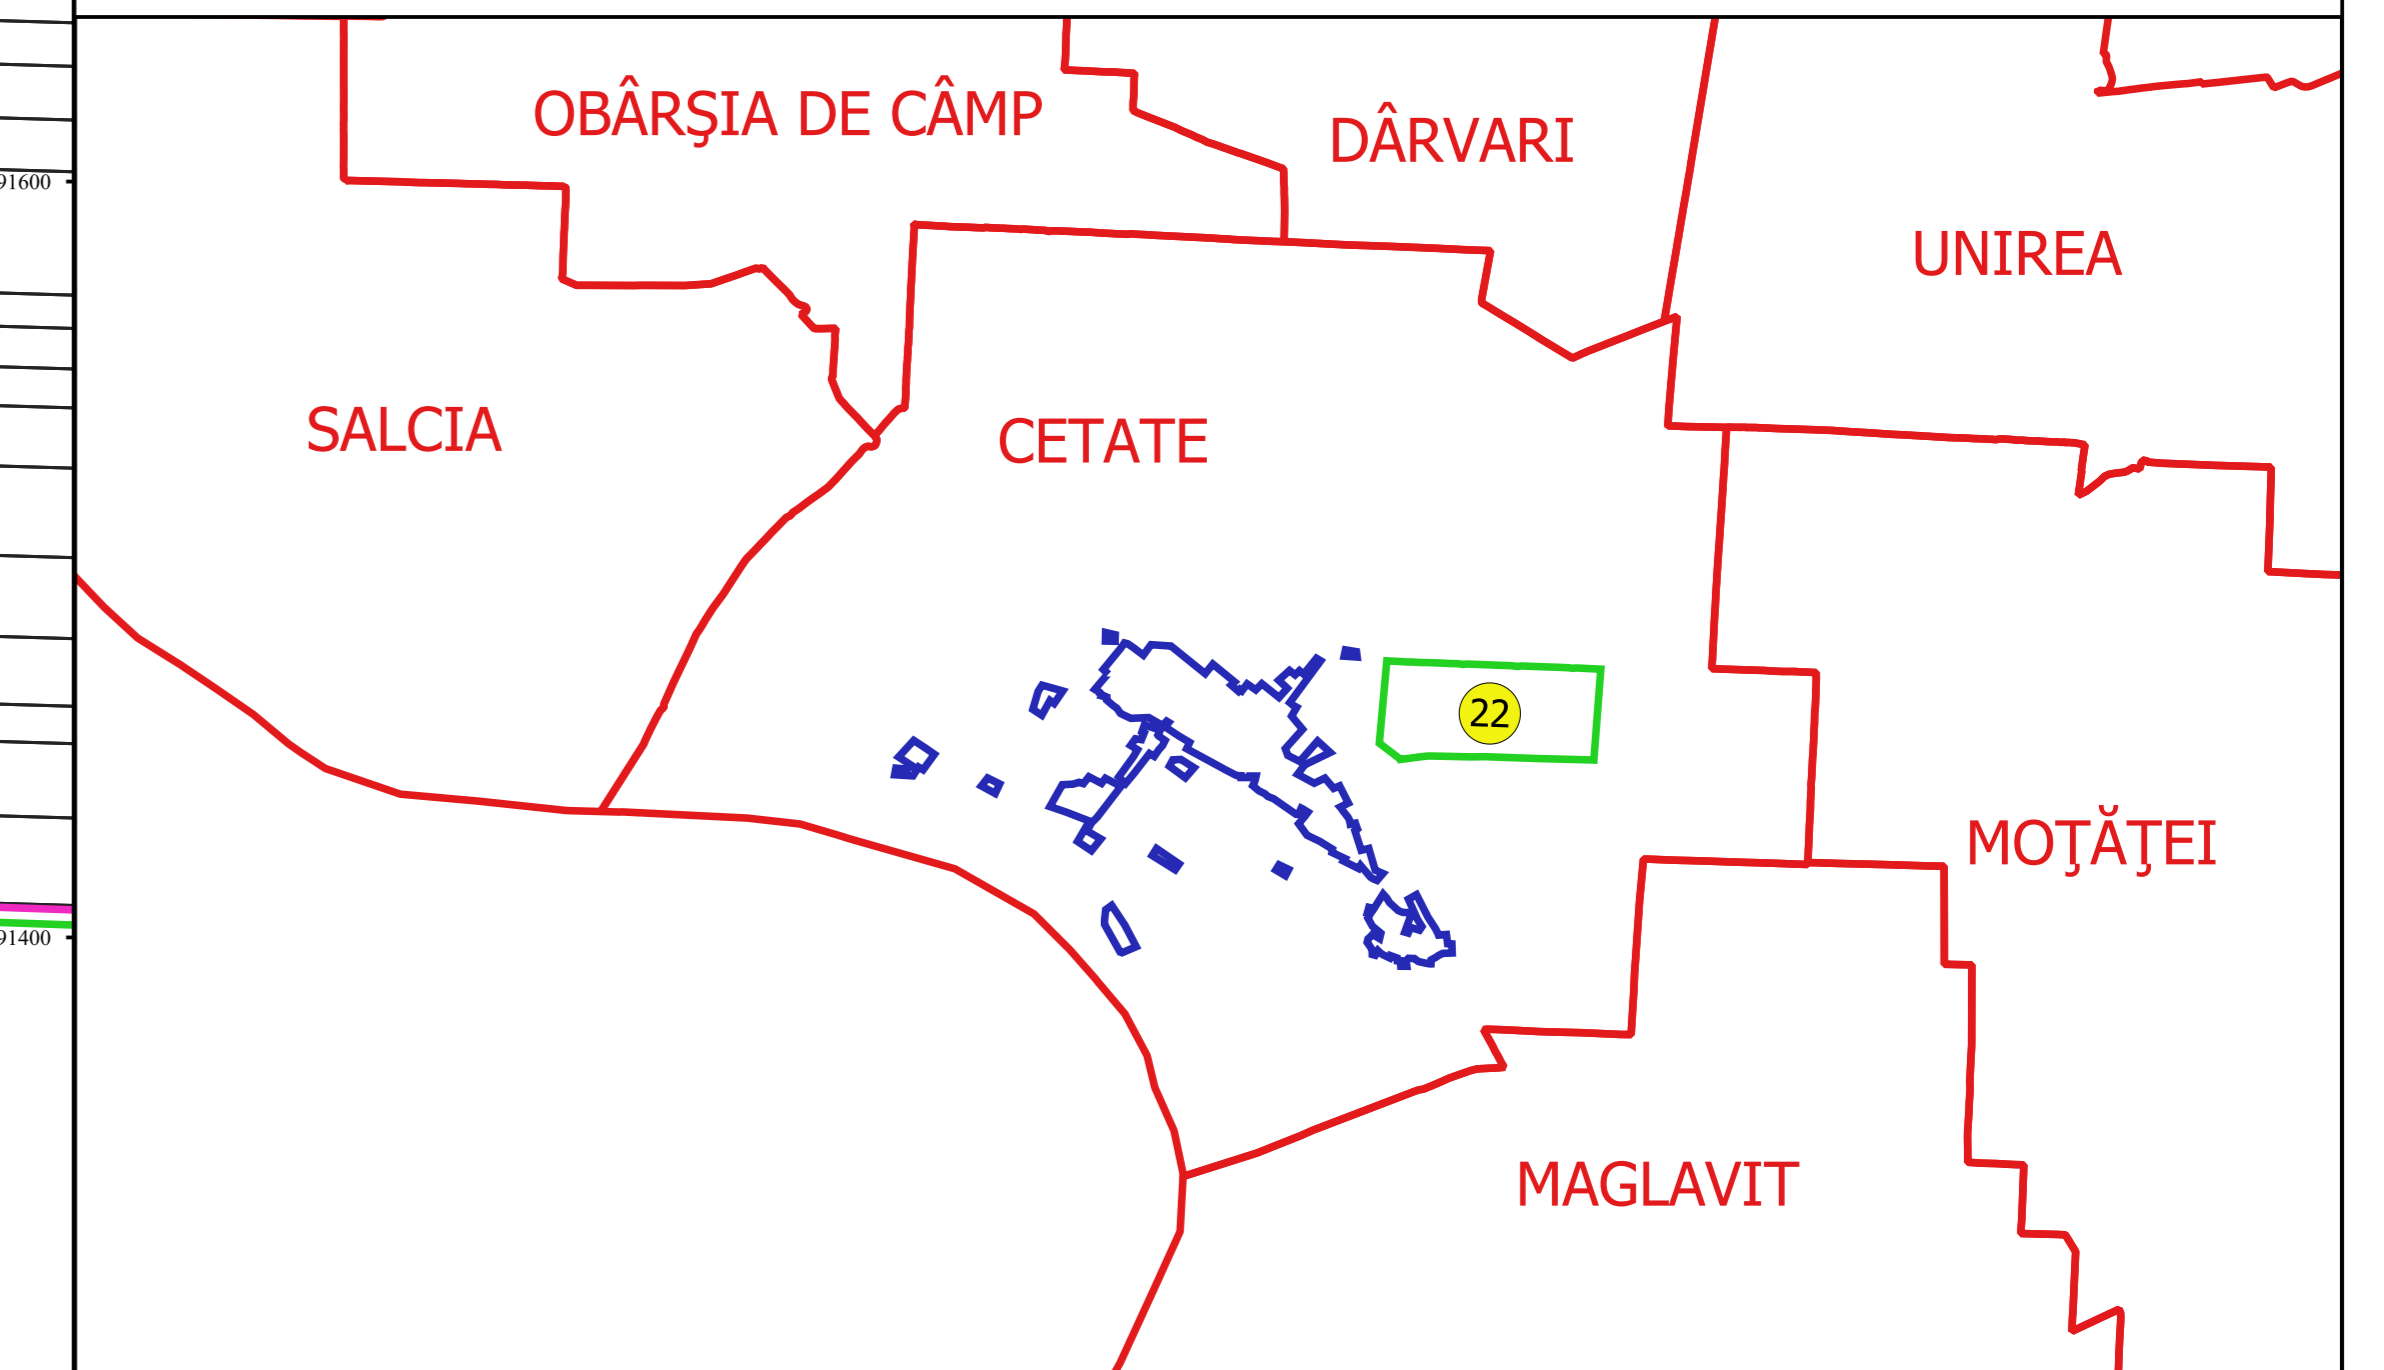 OBÂRŞIA DE CÂMP
DÂRVARI
91600
UNIREA
SALCIA
CETATE
22
MOŢĂŢEI
91400
MAGLAVIT